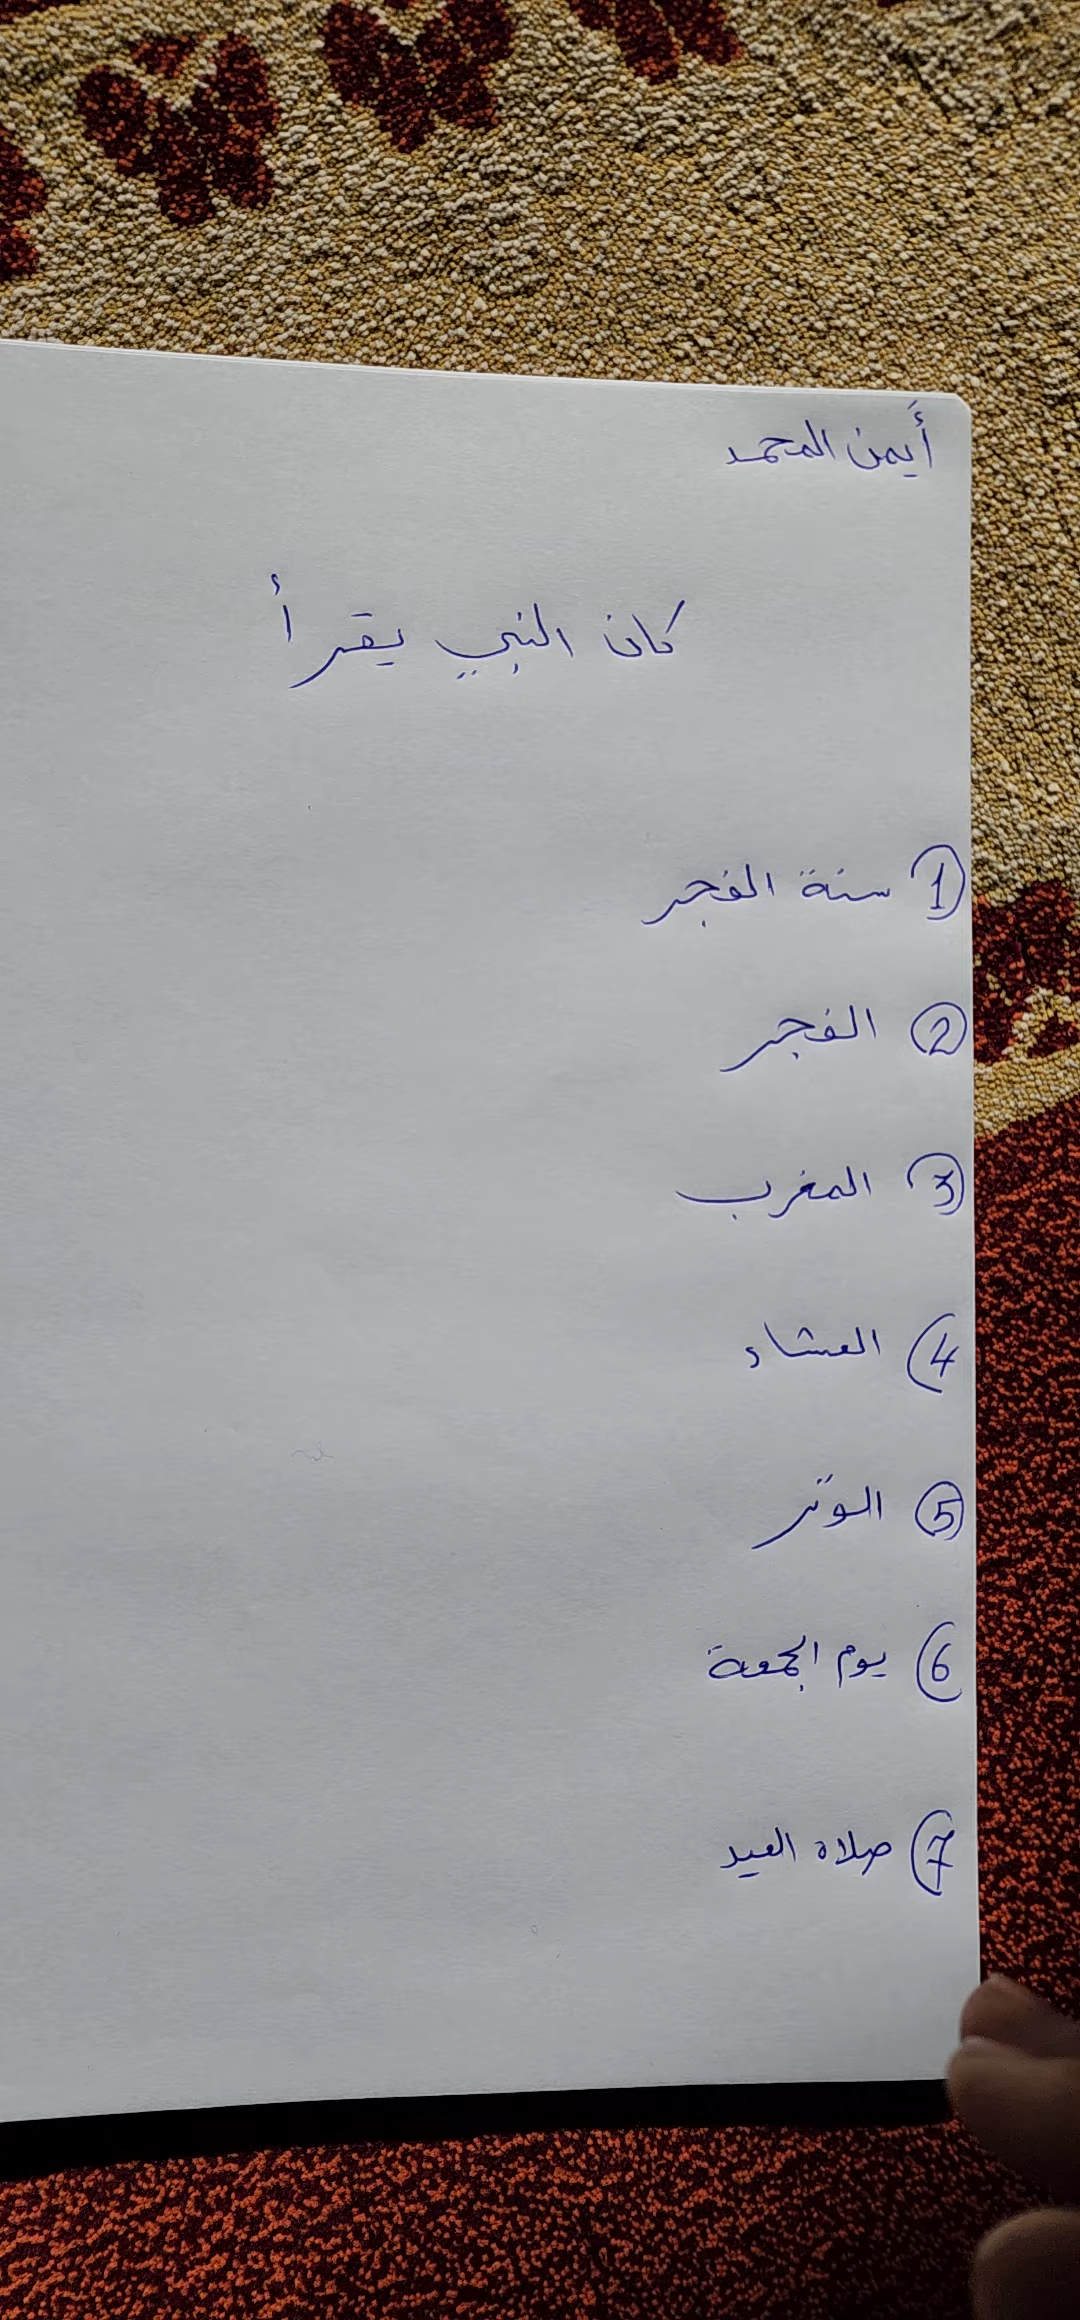 أيمن المحمد
كان النبي يقرأ
1 سنة الفجر
2 الفجر
3 المغرب
4 العشاء
5 الوتر
6 يوم الجمعة
7 صلاة العيد